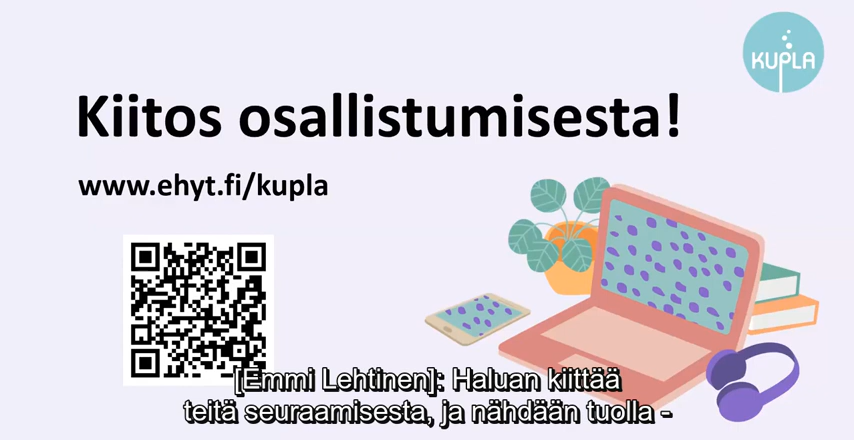 KUPLA
Kiitos osallistumisesta!
www.ehyt.fi/kupla
[Emmi Lehtinen]: Haluan kiittää
teitä seuraamisesta, ja nähdään tuolla -